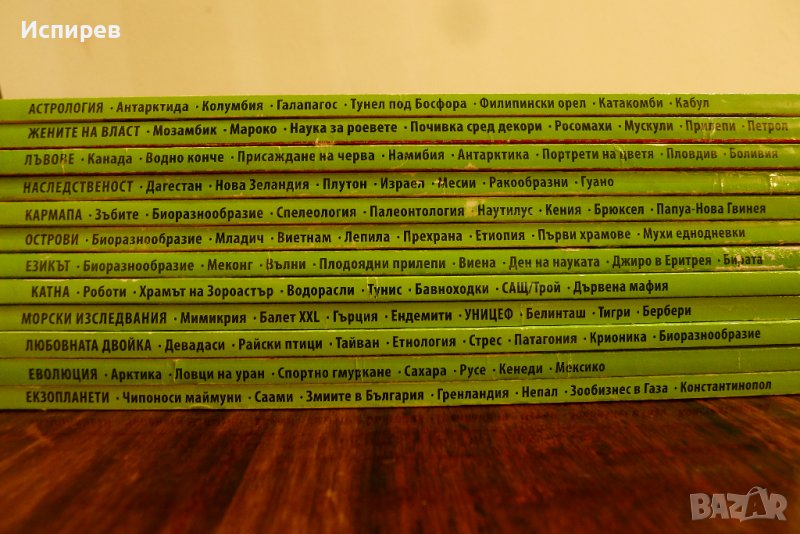 Испирев
АСТРОЛОГИЯ · Антарктида · Колумбия · Галапагос · Тунел под Босфора · Филипински орел · Катакомби · Кабул
ЖЕНИТЕ НА ВЛАСТ · Мозамбик · Мароко · Наука за роевете · Почивка сред декори · Росомахи · Мускули · Прилепи · Петрол
ЛЪВОВЕ · Канада · Водно конче · Присаждане на черва · Намибия · Антарктика · Портрети на цветя · Пловдив · Боливия
НАСЛЕДСТВЕНОСТ · Дагестан · Нова Зеландия · Плутон · Израел · Месии · Ракообразни · Гуано
КАРМАПА · Зъбите · Биоразнообразие · Спелеология · Палеонтология · Наутилус · Кения · Брюксел · Папуа-Нова Гвинея
ОСТРОВИ · Биоразнообразие · Младич · Виетнам · Лепила · Прехрана · Етиопия · Първи храмове · Мухи еднодневки
ЕЗИКЪТ · Биоразнообразие · Меконг · Вълни · Плодоядни прилепи · Виена · Ден на науката · Джиро в Еритрея · Бирата
КАТНА · Роботи · Храмът на Зороастър · Водорасли · Тунис · Бавноходки · САЩ/Трой · Дървена мафия
МОРСКИ ИЗСЛЕДВАНИЯ · Мимикрия · Балет XXL · Гърция · Ендемити · УНИЦЕФ · Белинташ · Тигри · Бербери
ЛЮБОВНАТА ДВОЙКА · Девадаси · Райски птици · Тайван · Етнология · Стрес · Патагония · Крионика · Биоразнообразие
ЕВОЛЮЦИЯ · Арктика · Ловци на уран · Спортно гмуркане · Сахара · Русе · Кенеди · Мексико
ЕКЗОПЛАНЕТИ · Чипоноси маймуни · Саами · Змиите в България · Гренландия · Непал · Зообизнес в Газа · Константинопол
BAZAR